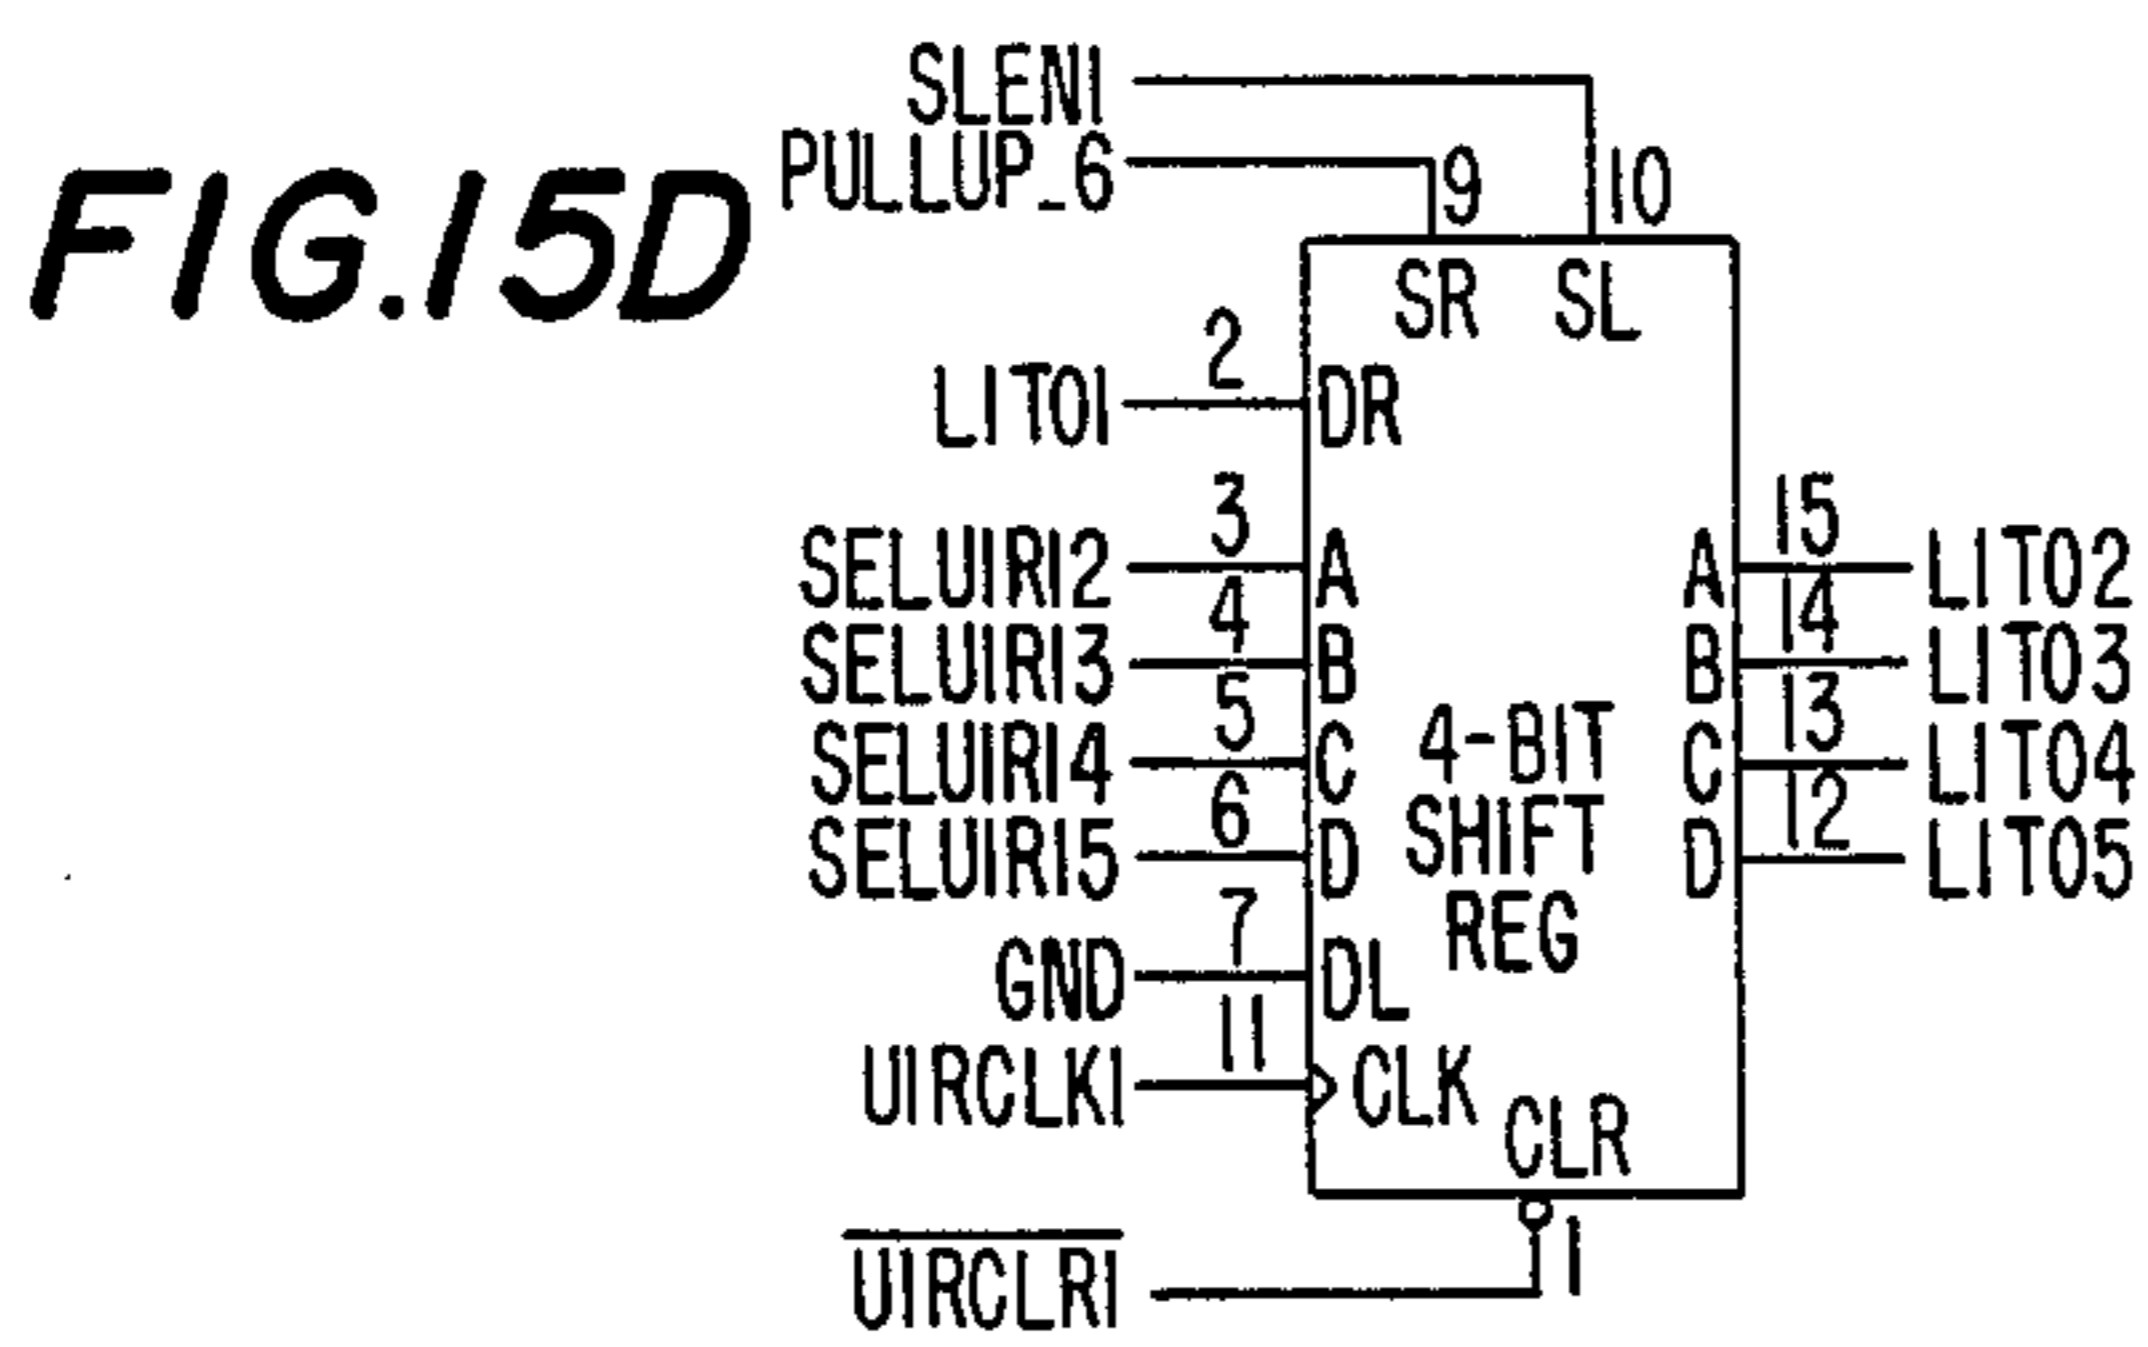 FIG.15D
SLEN1
PULLUP_6
9
10
SR
SL
LIT01
2
DR
SELUIR12
3
A
A
15
LIT02
SELUIR13
4
B
B
14
LIT03
SELUIR14
5
C
C
13
LIT04
SELUIR15
6
D
D
12
LIT05
4-BIT
SHIFT
REG
GND
7
DL
UIRCLK1
11
CLK
CLR
UIRCLR1
1